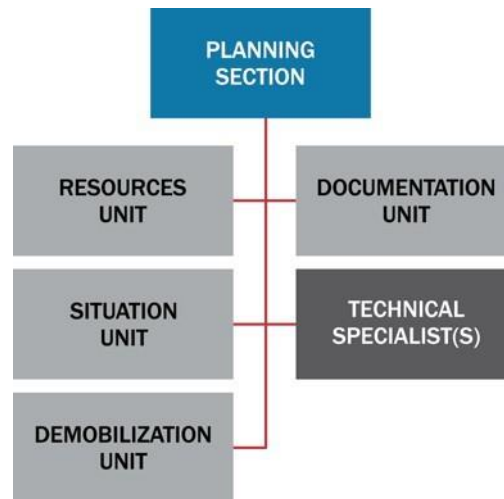 PLANNING
SECTION
RESOURCES
UNIT
DOCUMENTATION
UNIT
SITUATION
UNIT
TECHNICAL
SPECIALIST(S)
DEMOBILIZATION
UNIT